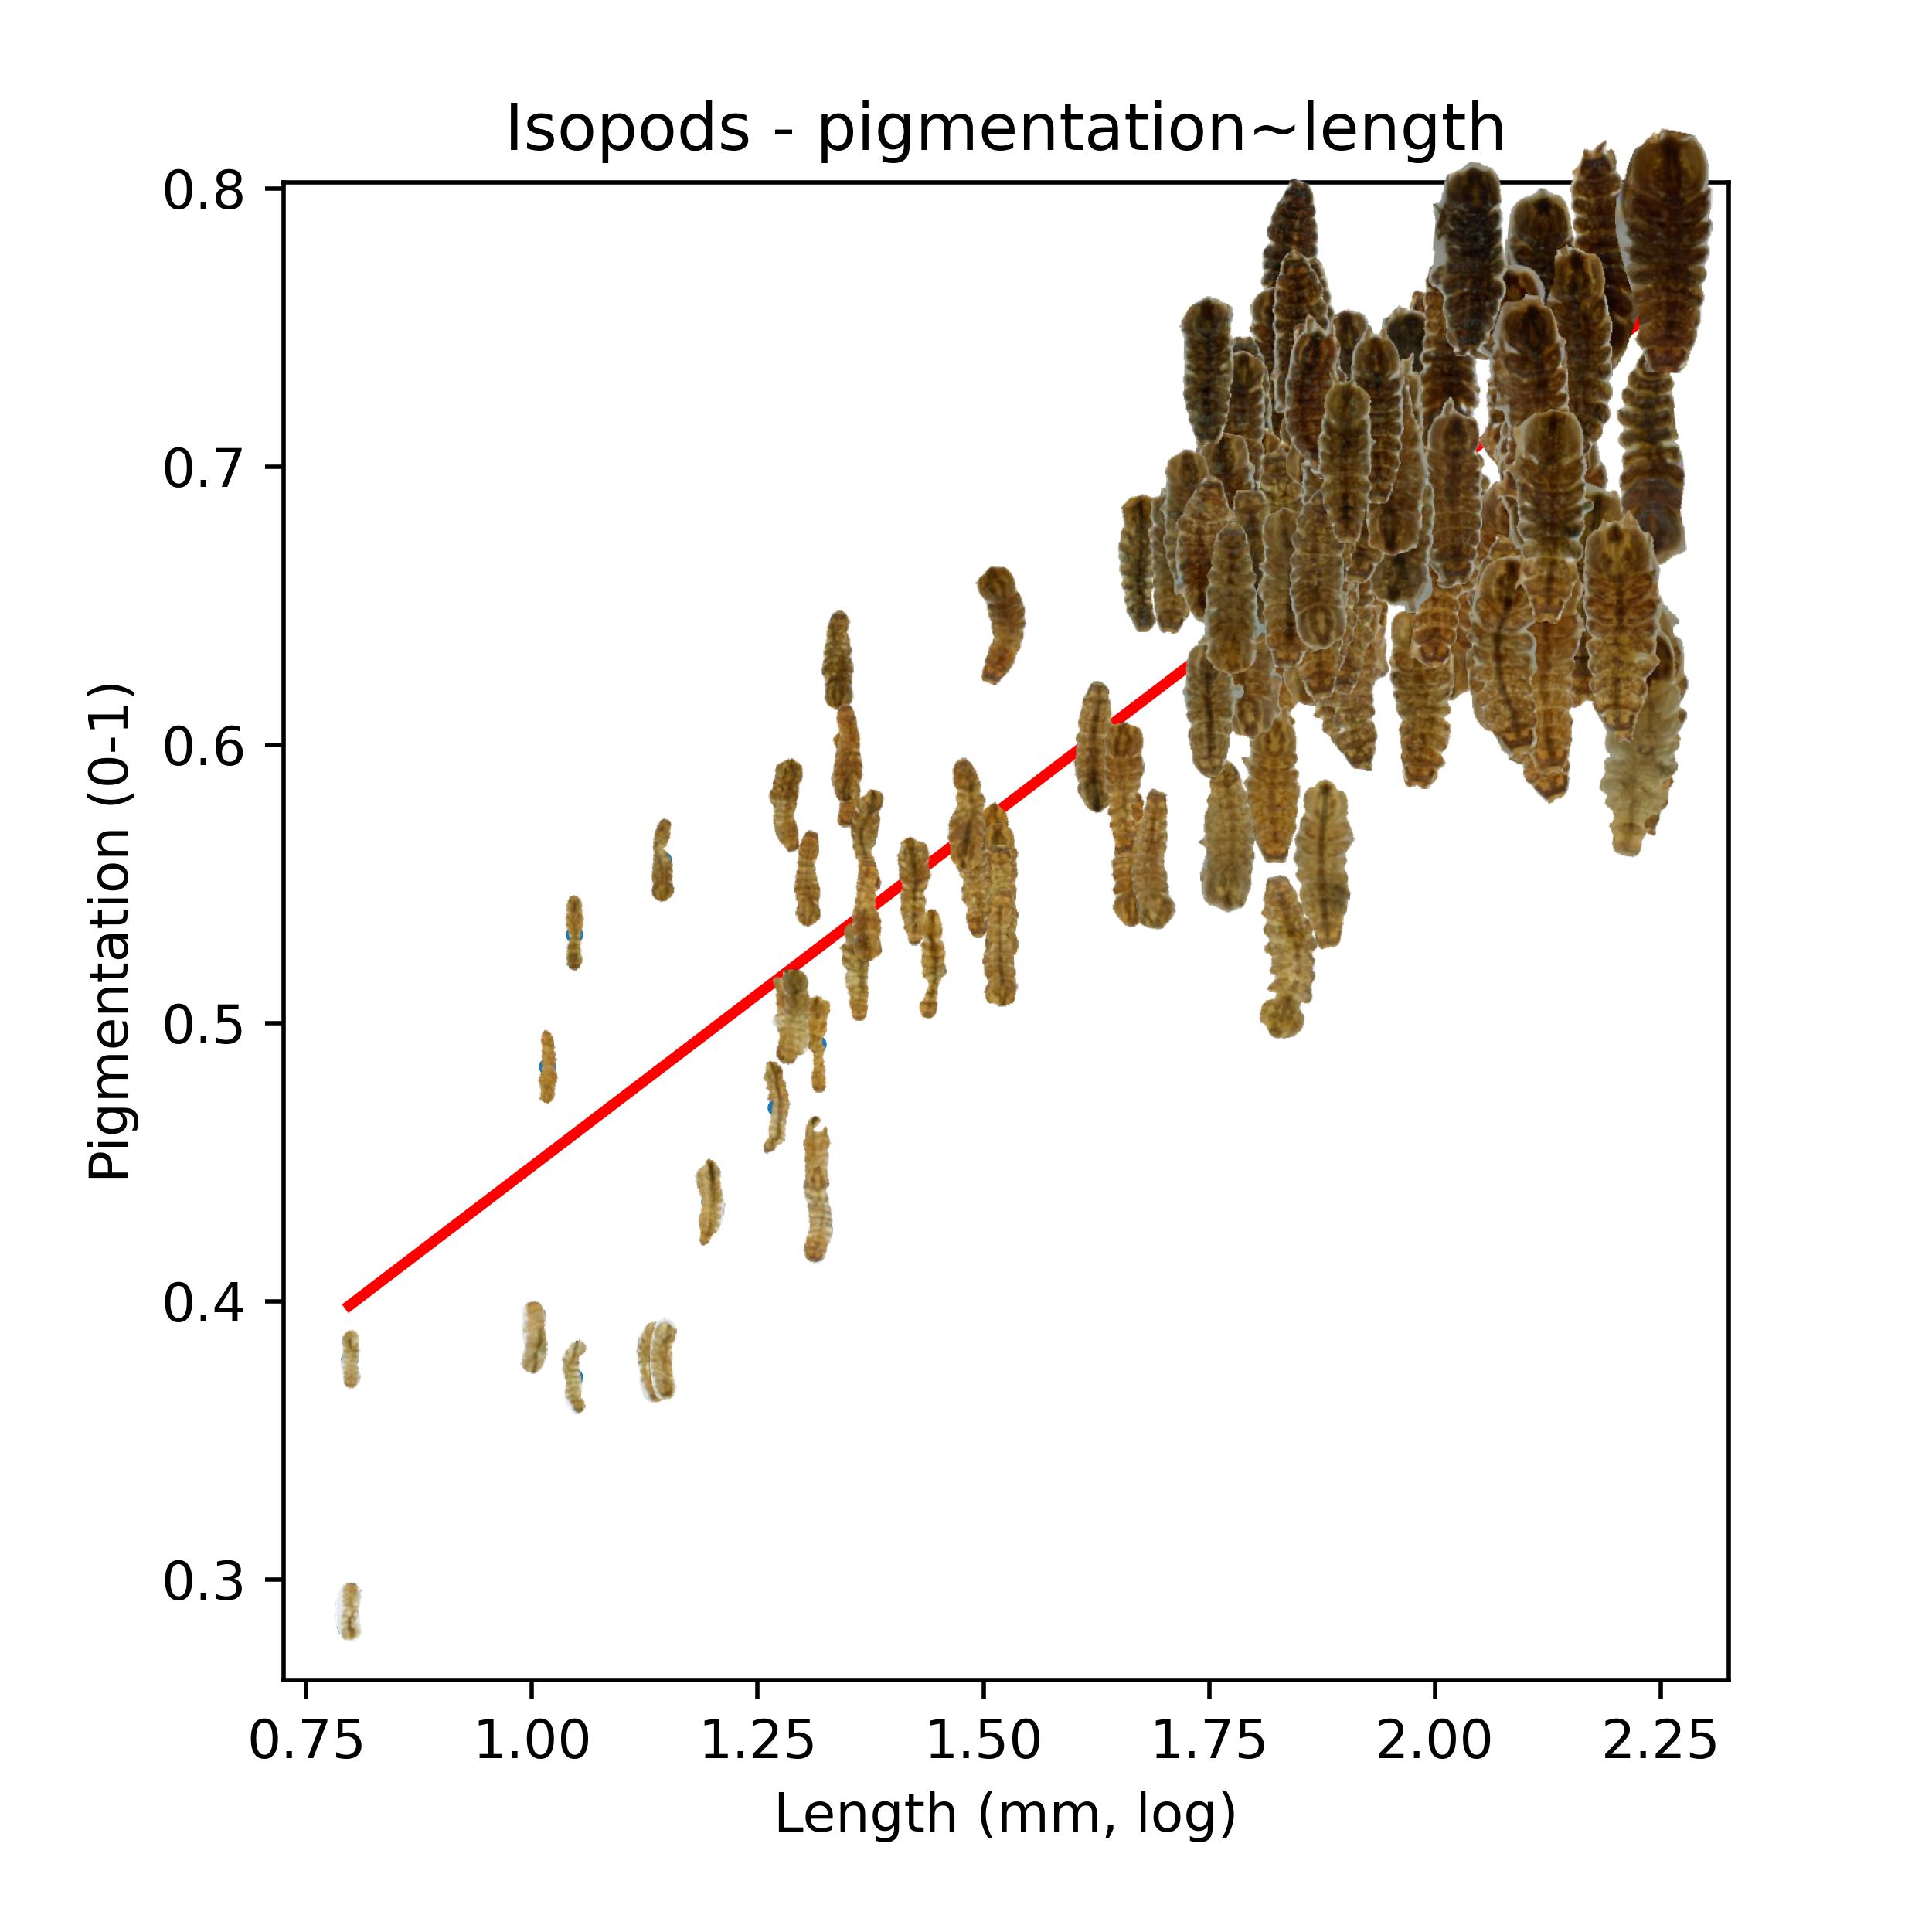 Isopods - pigmentation~length
0.8
0.7
0.6
0.5
0.4
0.3
Pigmentation (0-1)
0.75 1.00 1.25 1.50 1.75 2.00 2.25
Length (mm, log)